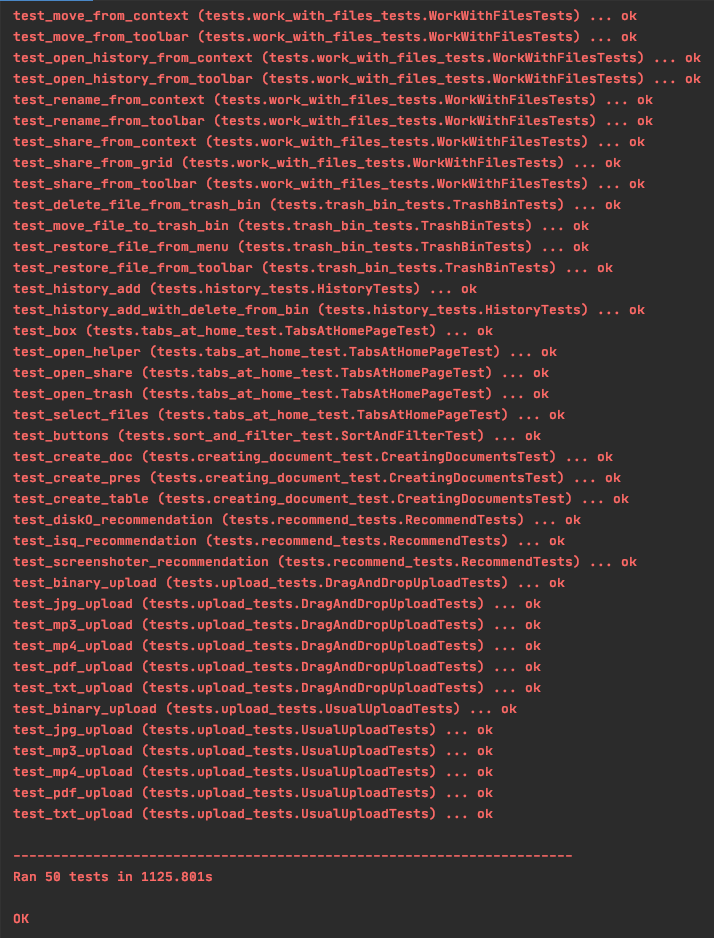 test_move_from_context (tests.work_with_files_tests.WorkWithFilesTests) ... ok
test_move_from_toolbar (tests.work_with_files_tests.WorkWithFilesTests) ... ok
test_open_history_from_context (tests.work_with_files_tests.WorkWithFilesTests) ... ok
test_open_history_from_toolbar (tests.work_with_files_tests.WorkWithFilesTests) ... ok
test_rename_from_context (tests.work_with_files_tests.WorkWithFilesTests) ... ok
test_rename_from_toolbar (tests.work_with_files_tests.WorkWithFilesTests) ... ok
test_share_from_context (tests.work_with_files_tests.WorkWithFilesTests) ... ok
test_share_from_grid (tests.work_with_files_tests.WorkWithFilesTests) ... ok
test_share_from_toolbar (tests.work_with_files_tests.WorkWithFilesTests) ... ok
test_delete_file_from_trash_bin (tests.trash_bin_tests.TrashBinTests) ... ok
test_move_file_to_trash_bin (tests.trash_bin_tests.TrashBinTests) ... ok
test_restore_file_from_menu (tests.trash_bin_tests.TrashBinTests) ... ok
test_restore_file_from_toolbar (tests.trash_bin_tests.TrashBinTests) ... ok
test_history_add (tests.history_tests.HistoryTests) ... ok
test_history_add_with_delete_from_bin (tests.history_tests.HistoryTests) ... ok
test_box (tests.tabs_at_home_test.TabsAtHomePageTest) ... ok
test_open_helper (tests.tabs_at_home_test.TabsAtHomePageTest) ... ok
test_open_share (tests.tabs_at_home_test.TabsAtHomePageTest) ... ok
test_open_trash (tests.tabs_at_home_test.TabsAtHomePageTest) ... ok
test_select_files (tests.tabs_at_home_test.TabsAtHomePageTest) ... ok
test_buttons (tests.sort_and_filter_test.SortAndFilterTest) ... ok
test_create_doc (tests.creating_document_test.CreatingDocumentsTest) ... ok
test_create_pres (tests.creating_document_test.CreatingDocumentsTest) ... ok
test_create_table (tests.creating_document_test.CreatingDocumentsTest) ... ok
test_diskO_recommendation (tests.recommend_tests.RecommendTests) ... ok
test_isq_recommendation (tests.recommend_tests.RecommendTests) ... ok
test_screenshoter_recommendation (tests.recommend_tests.RecommendTests) ... ok
test_binary_upload (tests.upload_tests.DragAndDropUploadTests) ... ok
test_jpg_upload (tests.upload_tests.DragAndDropUploadTests) ... ok
test_mp3_upload (tests.upload_tests.DragAndDropUploadTests) ... ok
test_mp4_upload (tests.upload_tests.DragAndDropUploadTests) ... ok
test_pdf_upload (tests.upload_tests.DragAndDropUploadTests) ... ok
test_txt_upload (tests.upload_tests.DragAndDropUploadTests) ... ok
test_binary_upload (tests.upload_tests.UsualUploadTests) ... ok
test_jpg_upload (tests.upload_tests.UsualUploadTests) ... ok
test_mp3_upload (tests.upload_tests.UsualUploadTests) ... ok
test_mp4_upload (tests.upload_tests.UsualUploadTests) ... ok
test_pdf_upload (tests.upload_tests.UsualUploadTests) ... ok
test_txt_upload (tests.upload_tests.UsualUploadTests) ... ok
----------------------------------------------------------------------
Ran 50 tests in 1125.801s
OK